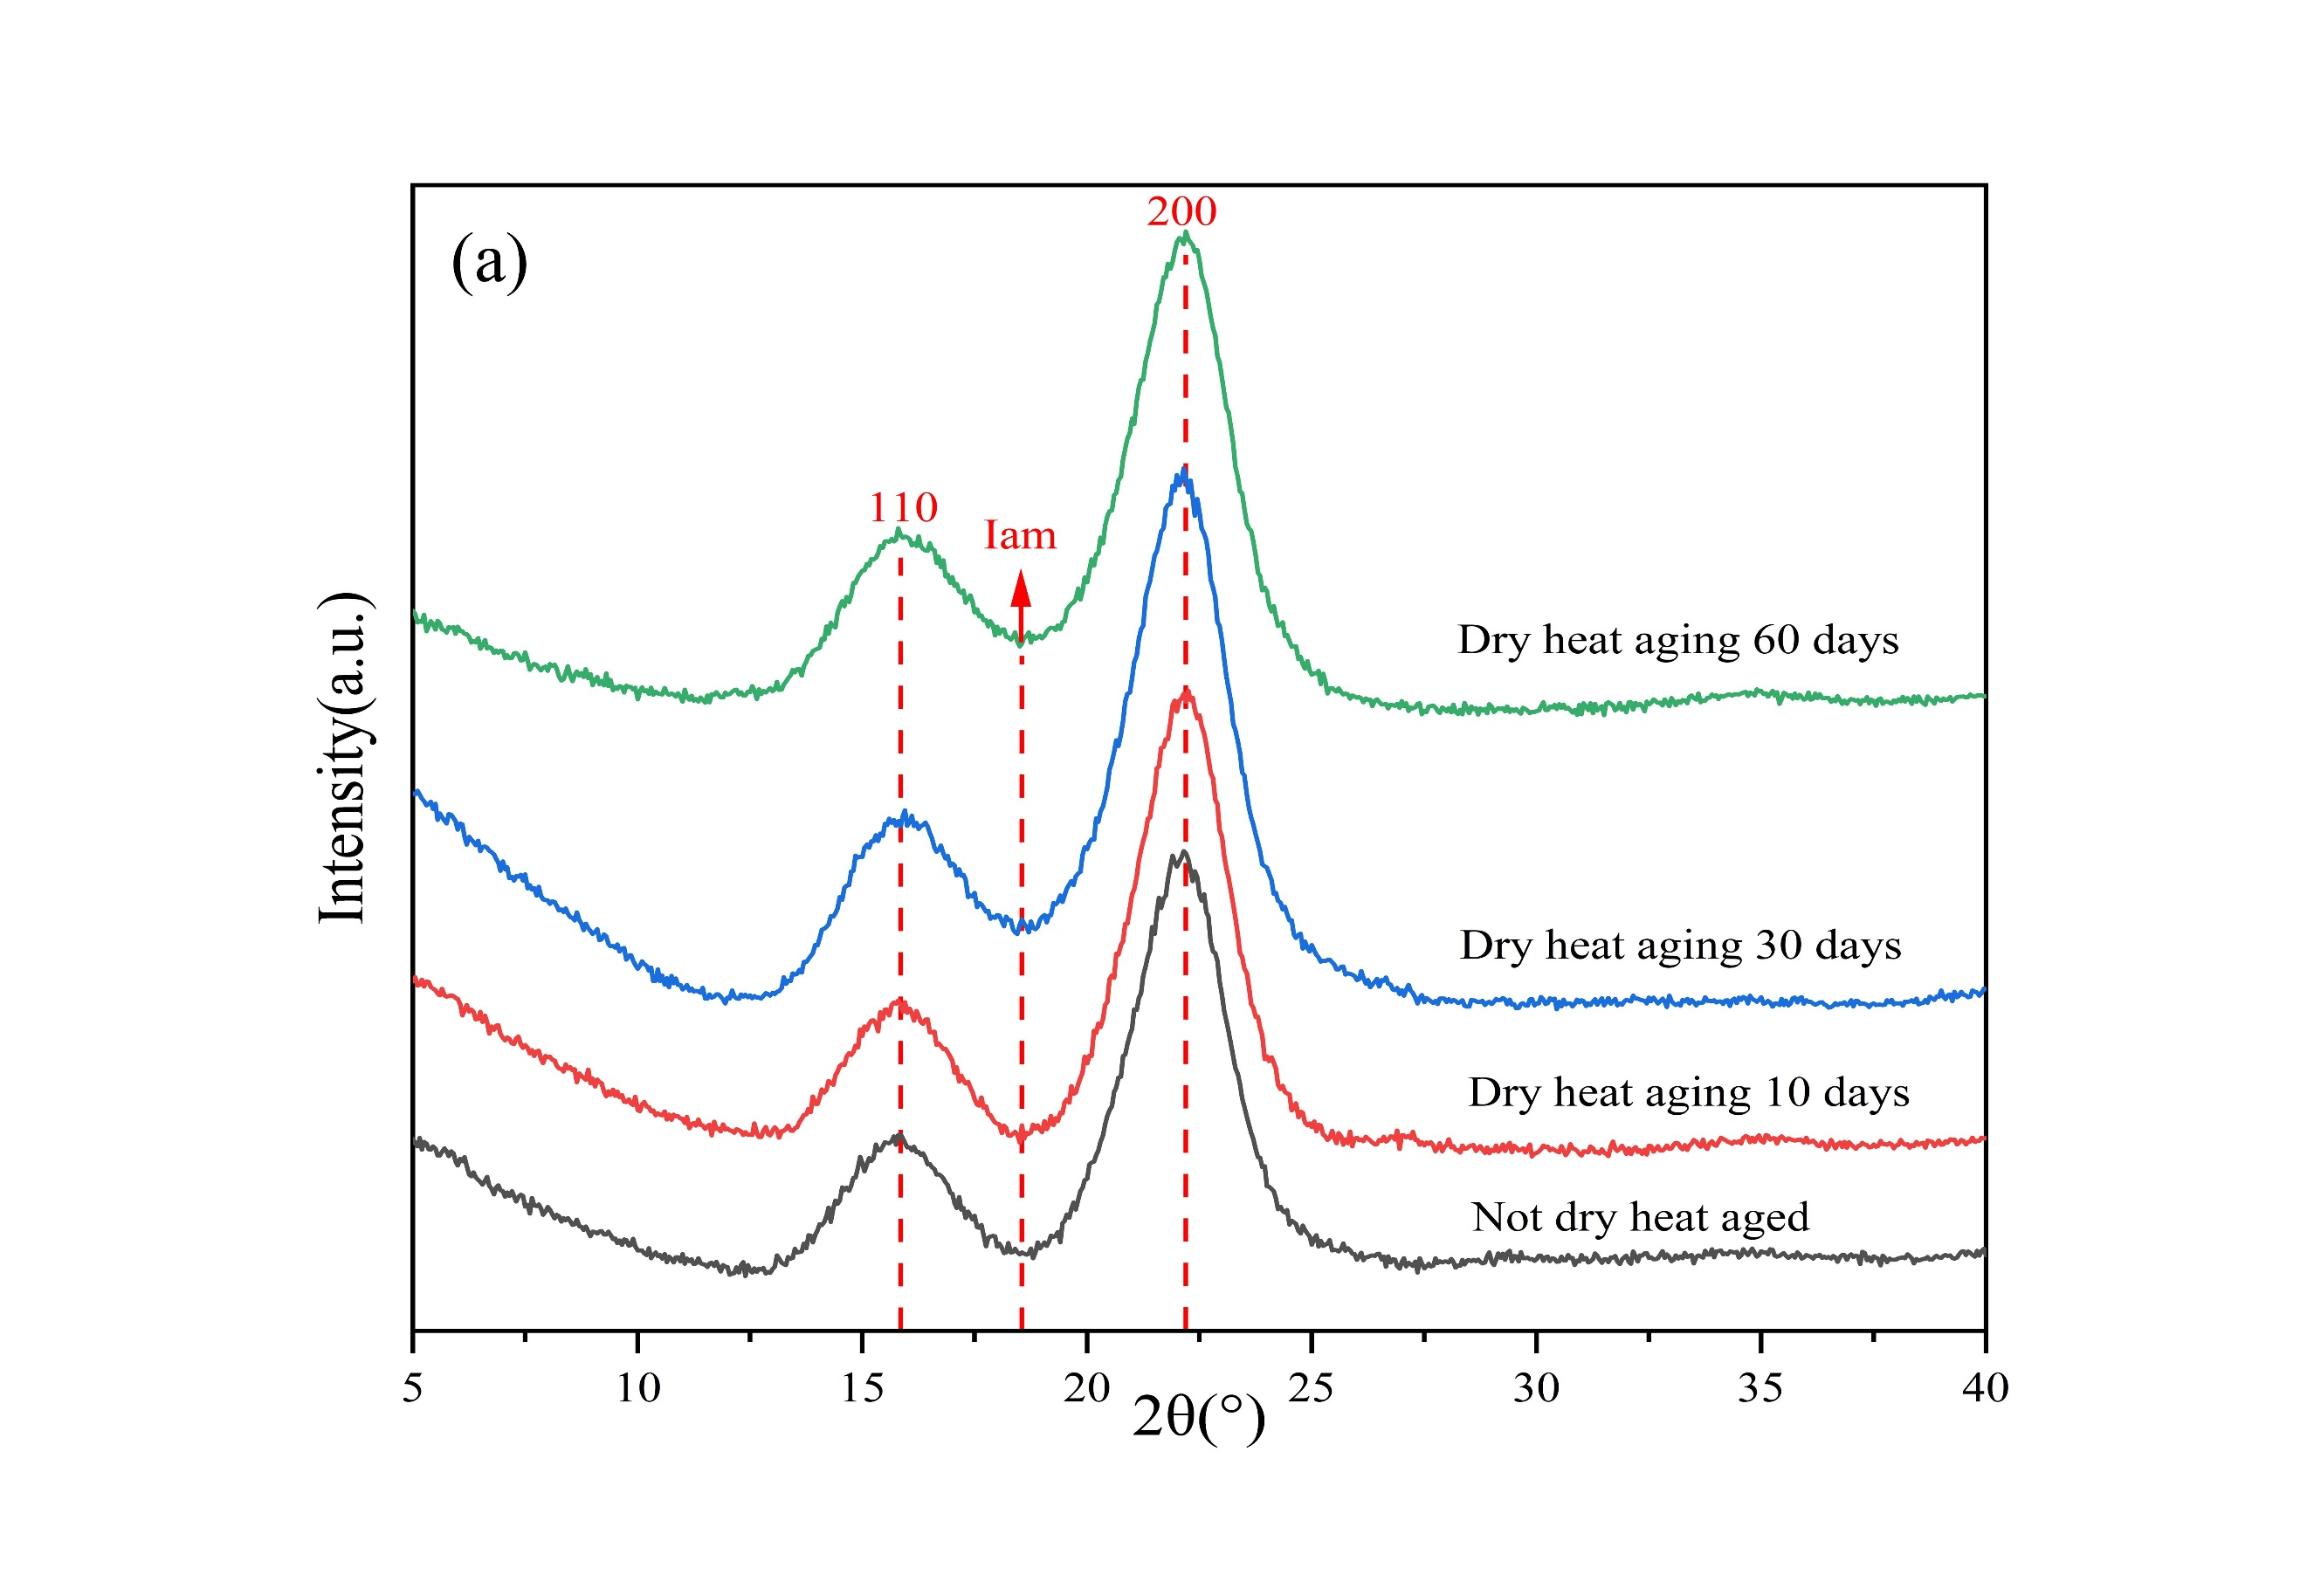 (a)
200
110
Iam
Intensity(a.u.)
Dry heat aging 60 days
Dry heat aging 30 days
Dry heat aging 10 days
Not dry heat aged
5 10 15 20 25 30 35 40
2θ(°)